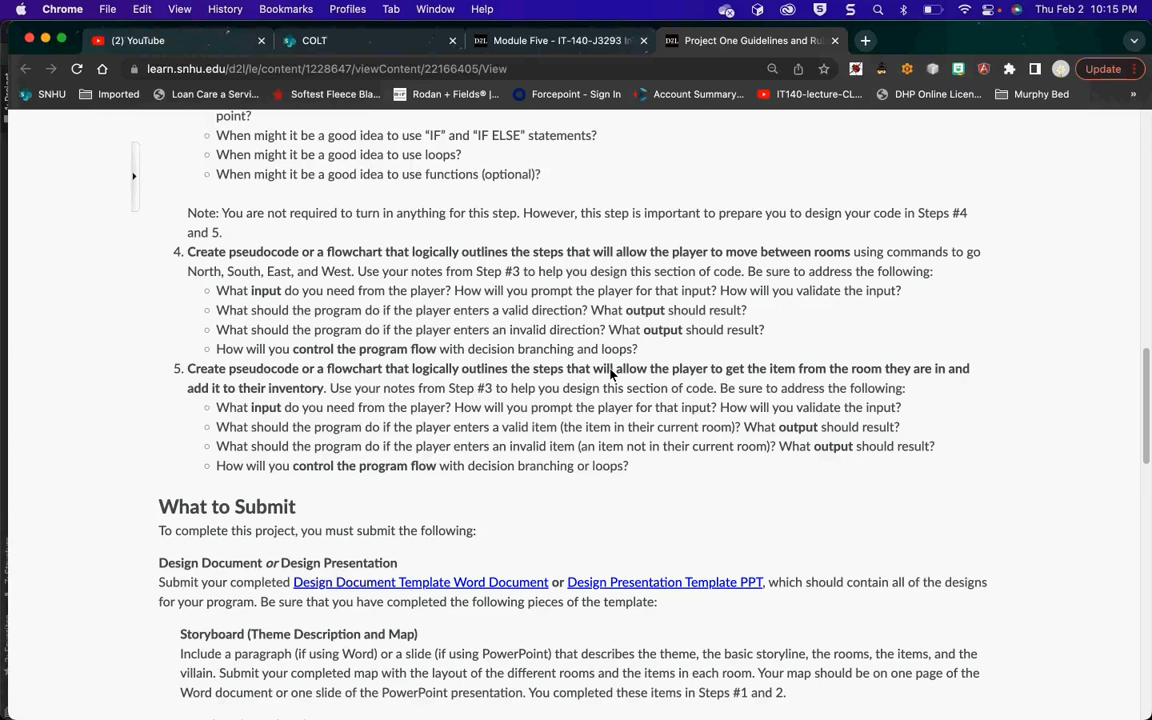 Chrome File Edit View History Bookmarks Profiles Tab Window Help Thu Feb 2 10:15 PM
(2) YouTube COLT Module Five - IT-140-J3293 In Project One Guidelines and Ru
learn.snhu.edu/d2l/le/content/1228647/viewContent/22166405/View Update
SNHU Imported Loan Care a Servi... Softest Fleece Bla... Rodan + Fields® |... Forcepoint - Sign In Account Summary... IT140-lecture-CL... DHP Online Licen... Murphy Bed »
point?
When might it be a good idea to use “IF” and “IF ELSE” statements?
When might it be a good idea to use loops?
When might it be a good idea to use functions (optional)?
Note: You are not required to turn in anything for this step. However, this step is important to prepare you to design your code in Steps #4
and 5.
4. Create pseudocode or a flowchart that logically outlines the steps that will allow the player to move between rooms using commands to go
North, South, East, and West. Use your notes from Step #3 to help you design this section of code. Be sure to address the following:
What input do you need from the player? How will you prompt the player for that input? How will you validate the input?
What should the program do if the player enters a valid direction? What output should result?
What should the program do if the player enters an invalid direction? What output should result?
How will you control the program flow with decision branching and loops?
5. Create pseudocode or a flowchart that logically outlines the steps that will allow the player to get the item from the room they are in and
add it to their inventory. Use your notes from Step #3 to help you design this section of code. Be sure to address the following:
What input do you need from the player? How will you prompt the player for that input? How will you validate the input?
What should the program do if the player enters a valid item (the item in their current room)? What output should result?
What should the program do if the player enters an invalid item (an item not in their current room)? What output should result?
How will you control the program flow with decision branching or loops?
What to Submit
To complete this project, you must submit the following:
Design Document or Design Presentation
Submit your completed Design Document Template Word Document or Design Presentation Template PPT, which should contain all of the designs
for your program. Be sure that you have completed the following pieces of the template:
Storyboard (Theme Description and Map)
Include a paragraph (if using Word) or a slide (if using PowerPoint) that describes the theme, the basic storyline, the rooms, the items, and the
villain. Submit your completed map with the layout of the different rooms and the items in each room. Your map should be on one page of the
Word document or one slide of the PowerPoint presentation. You completed these items in Steps #1 and 2.